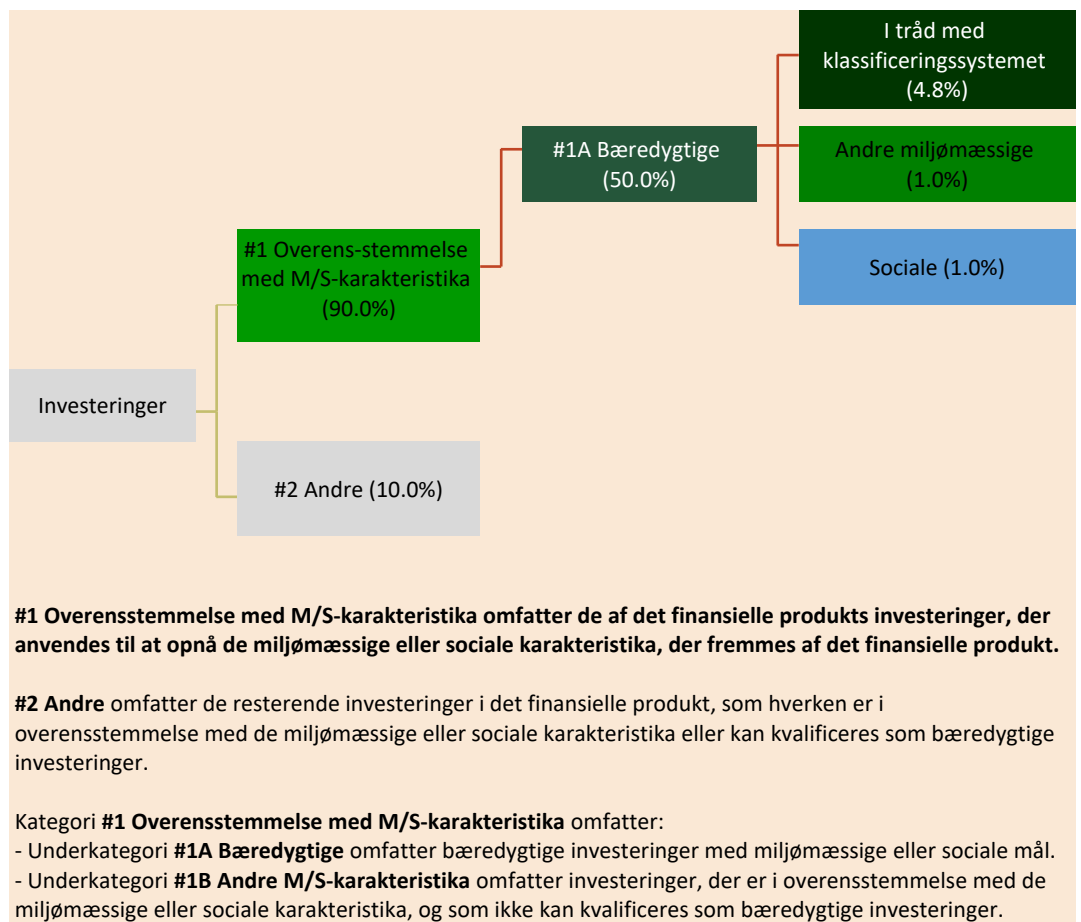 I tråd med
klassificeringssystemet
(4.8%)
#1A Bæredygtige
(50.0%)
Andre miljømæssige
(1.0%)
#1 Overens-stemmelse
med M/S-karakteristika
(90.0%)
Sociale (1.0%)
Investeringer
#2 Andre (10.0%)
#1 Overensstemmelse med M/S-karakteristika omfatter de af det finansielle produkts investeringer, der
anvendes til at opnå de miljømæssige eller sociale karakteristika, der fremmes af det finansielle produkt.
#2 Andre omfatter de resterende investeringer i det finansielle produkt, som hverken er i
overensstemmelse med de miljømæssige eller sociale karakteristika eller kan kvalificeres som bæredygtige
investeringer.
Kategori #1 Overensstemmelse med M/S-karakteristika omfatter:
- Underkategori #1A Bæredygtige omfatter bæredygtige investeringer med miljømæssige eller sociale mål.
- Underkategori #1B Andre M/S-karakteristika omfatter investeringer, der er i overensstemmelse med de
miljømæssige eller sociale karakteristika, og som ikke kan kvalificeres som bæredygtige investeringer.